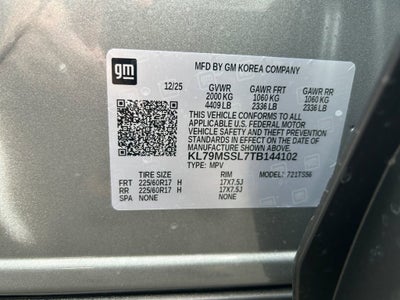 gm
MFD BY GM KOREA COMPANY
12/25 GVWR GAWR FRT GAWR RR
2000 KG 1060 KG 1060 KG
4409 LB 2336 LB 2336 LB
THIS VEHICLE CONFORMS TO ALL
APPLICABLE U.S. FEDERAL MOTOR
VEHICLE SAFETY AND THEFT PREVENTION
STANDARDS IN EFFECT ON THE DATE
OF MANUFACTURE SHOWN ABOVE.
KL79MSSL7TB144102
TYPE: MPV MODEL: 721TS56
TIRE SIZE RIM
FRT 225/60R17 H 17X7.5J
RR 225/60R17 H 17X7.5J
SPA NONE NONE